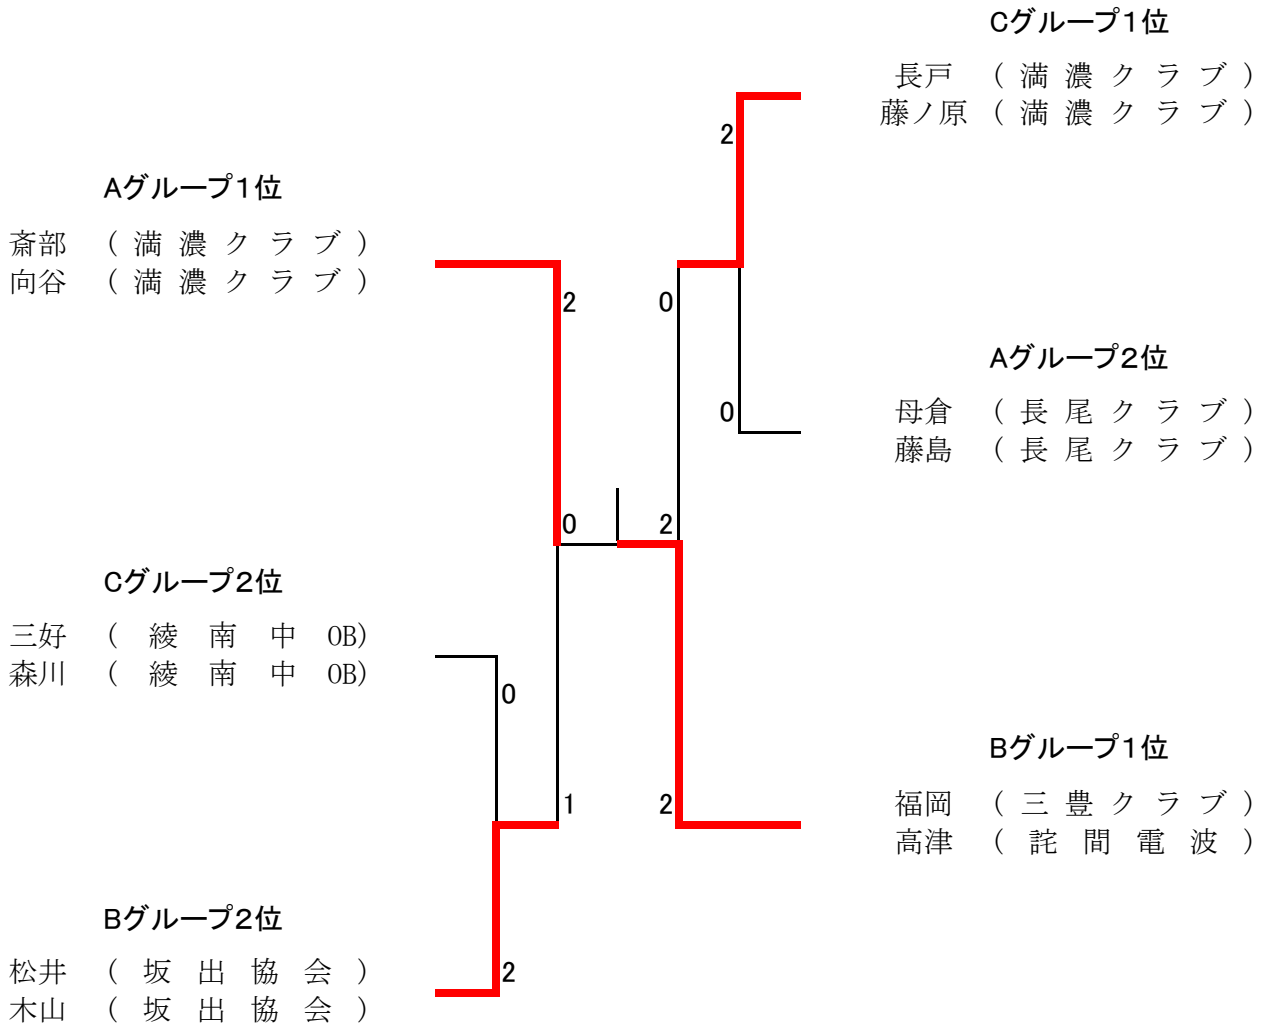 Cグループ１位
長戸 （満濃クラブ）
藤ノ原 （満濃クラブ）
2
Aグループ１位
斎部 （満濃クラブ）
向谷 （満濃クラブ）
2
0
Aグループ２位
母倉 （長尾クラブ）
藤島 （長尾クラブ）
0
0
2
Cグループ２位
三好 （綾南中OB）
森川 （綾南中OB）
0
Bグループ１位
福岡 （三豊クラブ）
高津 （詫間電波）
1
2
Bグループ２位
松井 （坂出協会）
木山 （坂出協会）
2